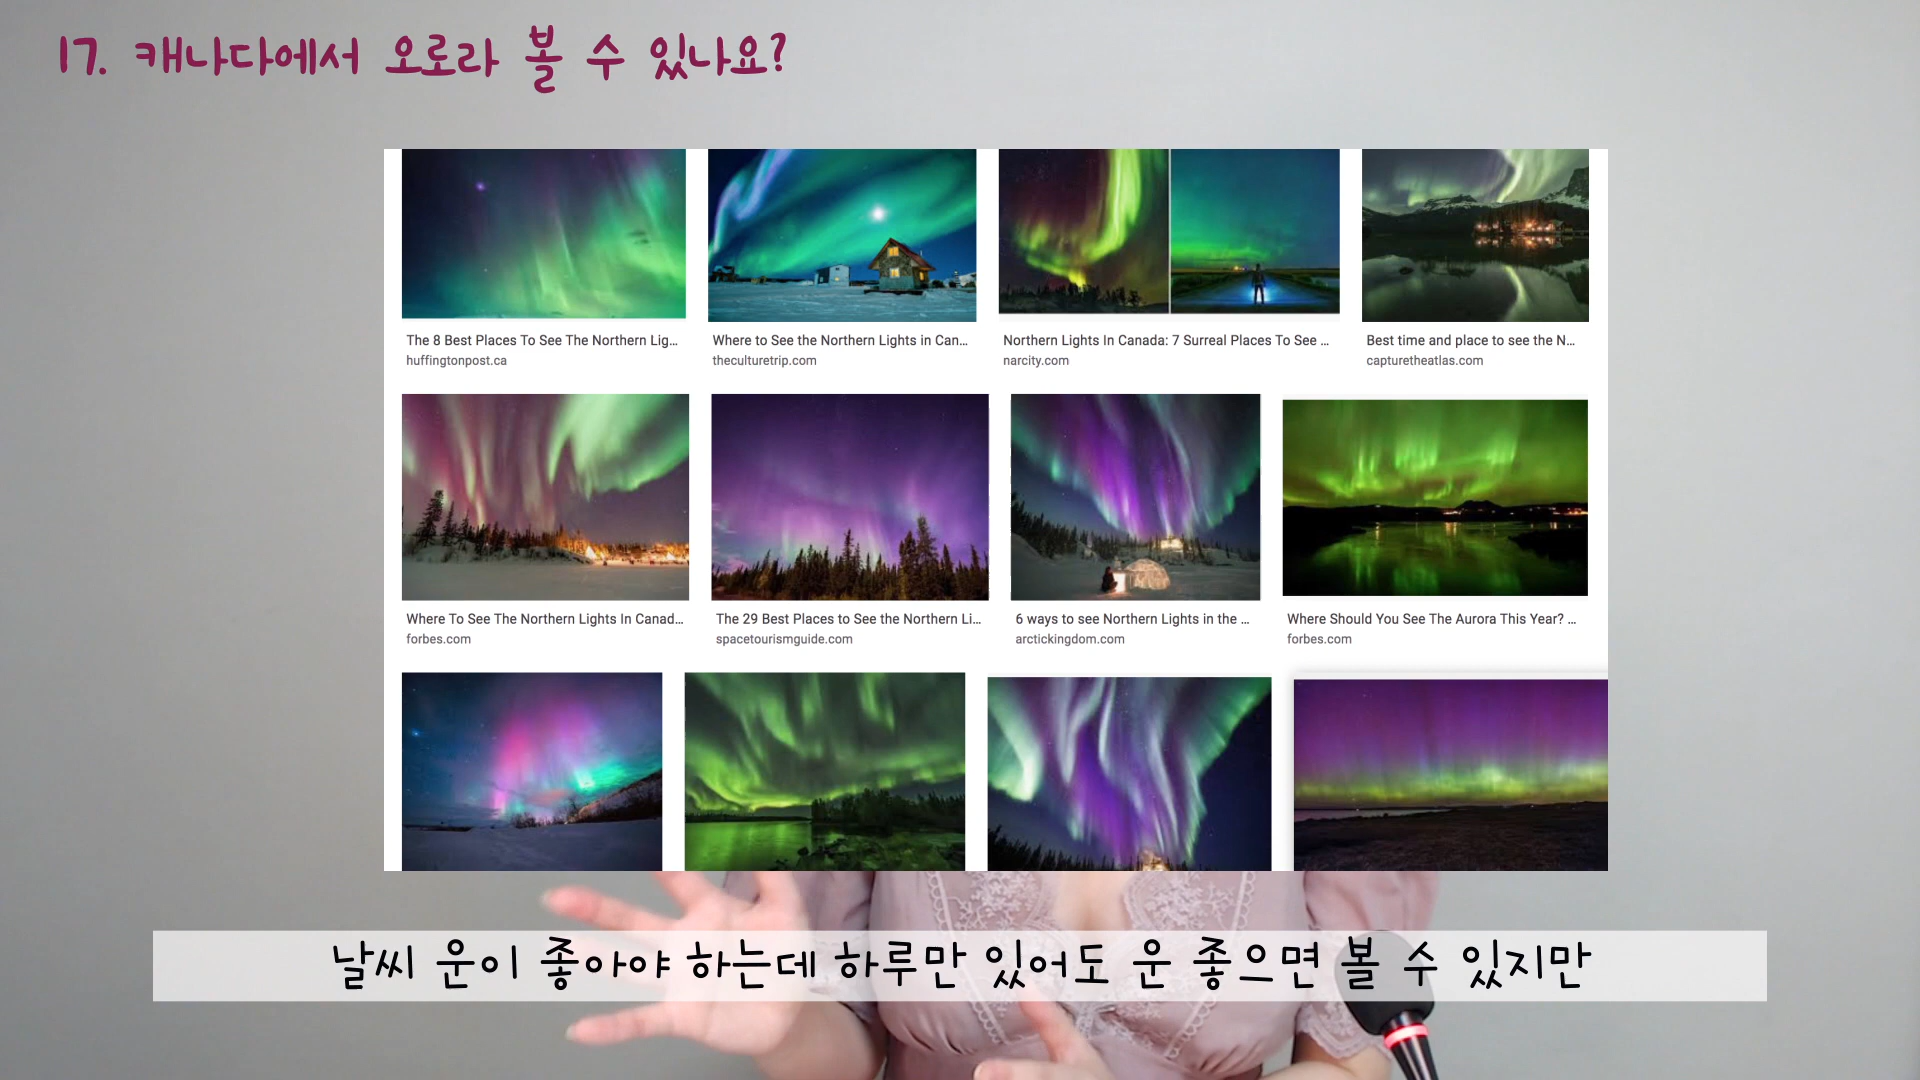 17. 캐나다에서 오로라 볼 수 있나요?
The 8 Best Places To See The Northern Lig...
huffingtonpost.ca
Where to See the Northern Lights in Can...
theculturetrip.com
Northern Lights In Canada: 7 Surreal Places To See ...
narcity.com
Best time and place to see the N...
capturetheatlas.com
Where To See The Northern Lights In Canad...
forbes.com
The 29 Best Places to See the Northern Li...
spacetourismguide.com
6 ways to see Northern Lights in the ...
arctickingdom.com
Where Should You See The Aurora This Year? ...
forbes.com
날씨 운이 좋아야 하는데 하루만 있어도 운 좋으면 볼 수 있지만